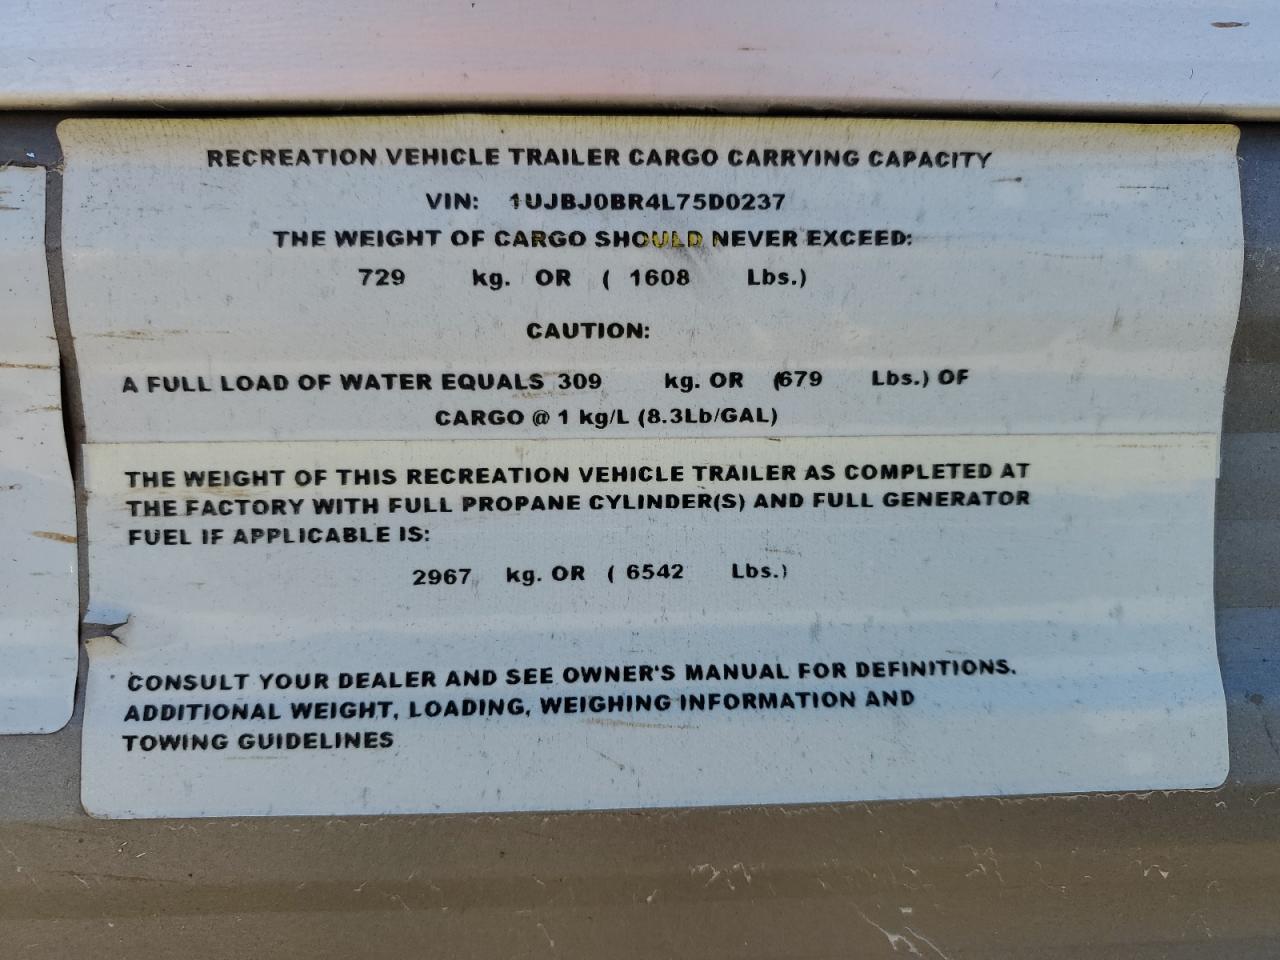 RECREATION VEHICLE TRAILER CARGO CARRYING CAPACITY
VIN: 1UJBJ0BR4L75D0237
THE WEIGHT OF CARGO SHOULD NEVER EXCEED:
729 kg. OR ( 1608 Lbs.)
CAUTION:
A FULL LOAD OF WATER EQUALS 309 kg. OR (679 Lbs.) OF
CARGO @ 1 kg/L (8.3Lb/GAL)
THE WEIGHT OF THIS RECREATION VEHICLE TRAILER AS COMPLETED AT
THE FACTORY WITH FULL PROPANE CYLINDER(S) AND FULL GENERATOR
FUEL IF APPLICABLE IS:
2967 kg. OR ( 6542 Lbs.)
CONSULT YOUR DEALER AND SEE OWNER'S MANUAL FOR DEFINITIONS.
ADDITIONAL WEIGHT, LOADING, WEIGHING INFORMATION AND
TOWING GUIDELINES